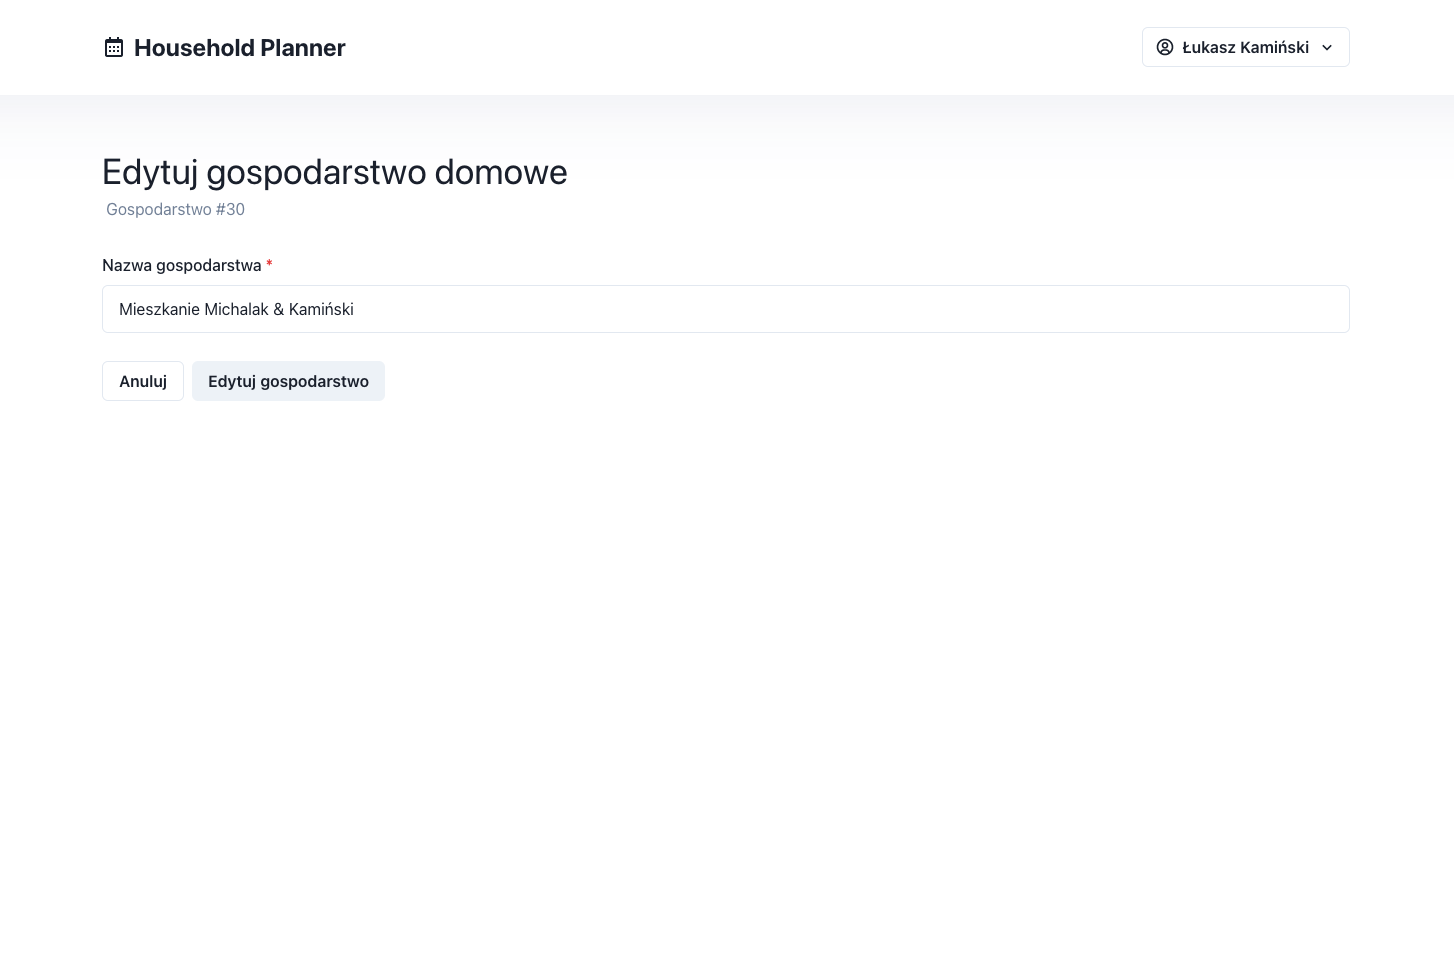 Household Planner
Łukasz Kamiński
Edytuj gospodarstwo domowe
Gospodarstwo #30
Nazwa gospodarstwa *
Mieszkanie Michalak & Kamiński
Anuluj
Edytuj gospodarstwo